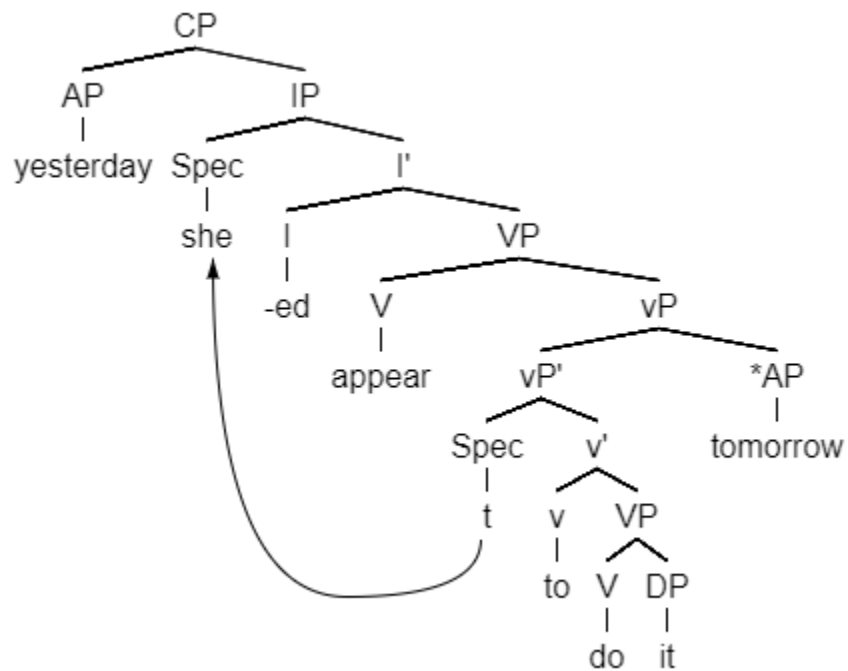 CP
AP IP
yesterday Spec I'
she I VP
-ed V vP
appear vP' *AP
Spec v' tomorrow
t v VP
to V DP
do it